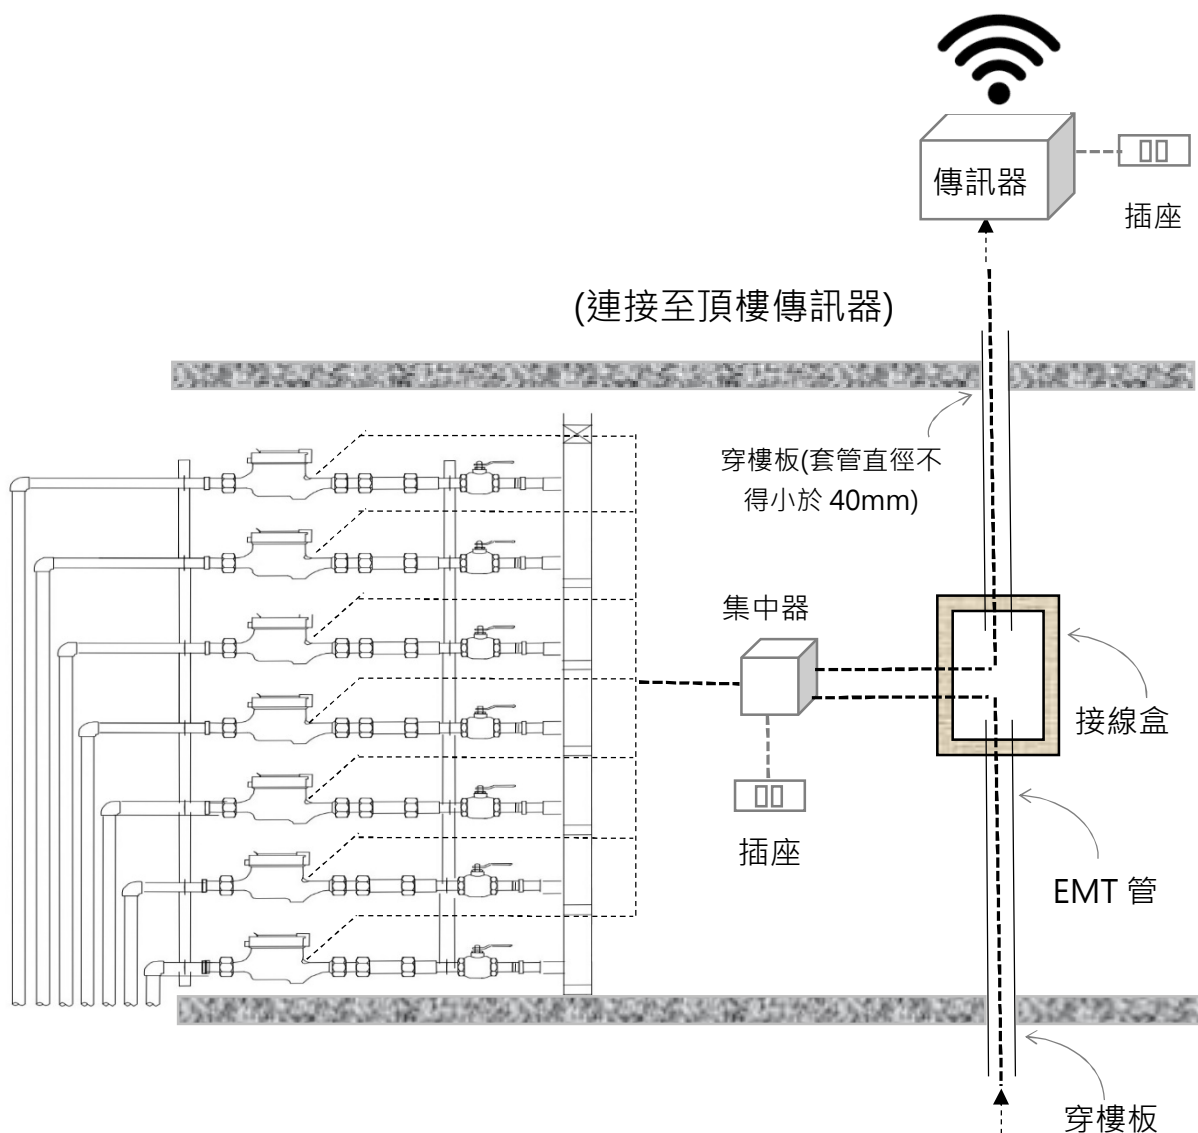 傳訊器
插座
(連接至頂樓傳訊器)
穿樓板(套管直徑不
得小於 40mm)
集中器
接線盒
插座
EMT 管
穿樓板